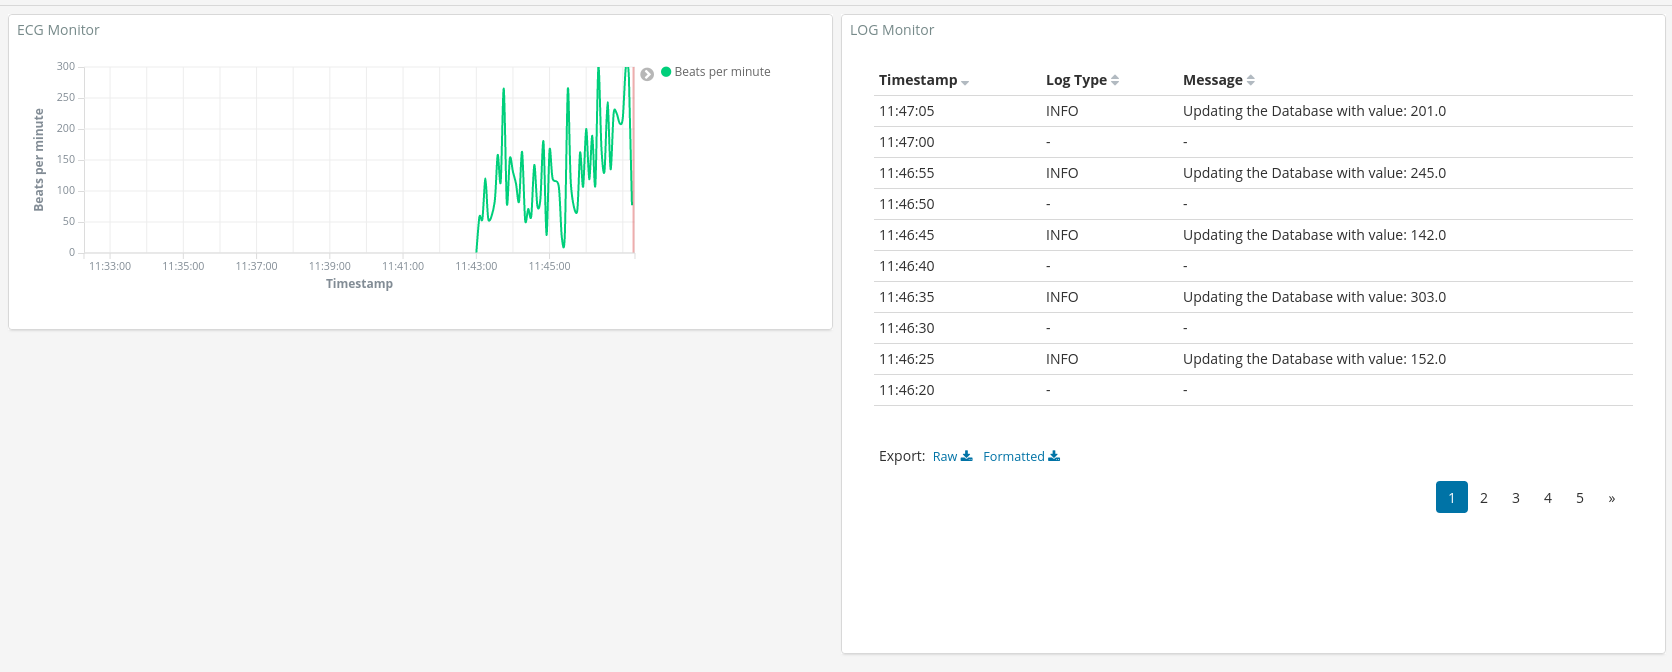 ECG Monitor
300
250
200
150
100
50
0
Beats per minute
11:33:00 11:35:00 11:37:00 11:39:00 11:41:00 11:43:00 11:45:00
Timestamp
Beats per minute
LOG Monitor
Timestamp Log Type Message
11:47:05 INFO Updating the Database with value: 201.0
11:47:00 - -
11:46:55 INFO Updating the Database with value: 245.0
11:46:50 - -
11:46:45 INFO Updating the Database with value: 142.0
11:46:40 - -
11:46:35 INFO Updating the Database with value: 303.0
11:46:30 - -
11:46:25 INFO Updating the Database with value: 152.0
11:46:20 - -
Export: Raw Formatted
1 2 3 4 5 »